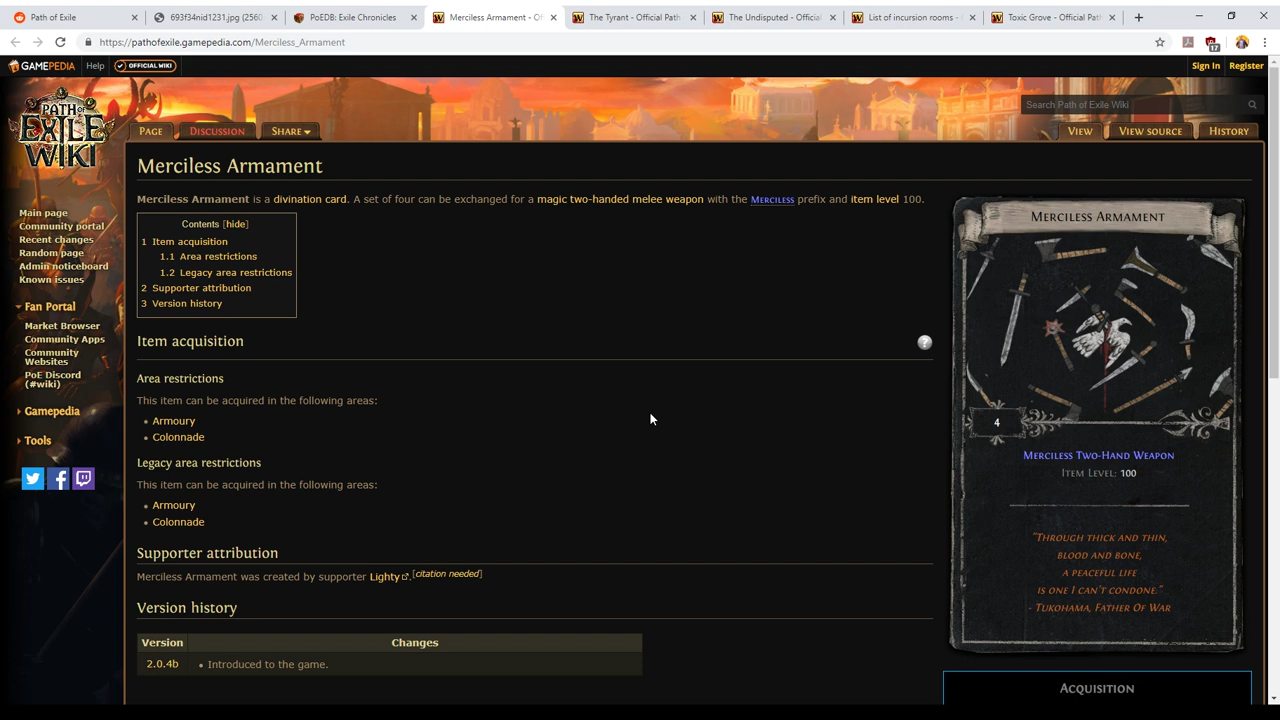 Path of Exile
693f34nid1231.jpg (2560
PoEDB: Exile Chronicles
Merciless Armament - Of
The Tyrant - Official Path
The Undisputed - Official
List of incursion rooms -
Toxic Grove - Official Path
https://pathofexile.gamepedia.com/Merciless_Armament
17
GAMEPEDIA
Help
OFFICIAL WIKI
Sign In
Register
PATH OF EXILE WIKI
Search Path of Exile Wiki
PAGE
DISCUSSION
SHARE
VIEW
VIEW SOURCE
HISTORY
Main page
Community portal
Recent changes
Random page
Admin noticeboard
Known issues
Fan Portal
Market Browser
Community Apps
Community
Websites
PoE Discord
(#wiki)
Gamepedia
Tools
Merciless Armament
Merciless Armament is a divination card. A set of four can be exchanged for a magic two-handed melee weapon with the MERCILESS prefix and item level 100.
Contents [hide]
1 Item acquisition
1.1 Area restrictions
1.2 Legacy area restrictions
2 Supporter attribution
3 Version history
Item acquisition
?
Area restrictions
This item can be acquired in the following areas:
Armoury
Colonnade
Legacy area restrictions
This item can be acquired in the following areas:
Armoury
Colonnade
Supporter attribution
Merciless Armament was created by supporter Lighty.[citation needed]
Version history
Version Changes
2.0.4b Introduced to the game.
MERCILESS ARMAMENT
4
MERCILESS TWO-HAND WEAPON
ITEM LEVEL: 100
"THROUGH THICK AND THIN,
BLOOD AND BONE,
A PEACEFUL LIFE
IS ONE I CAN'T CONDONE."
- TUKOHAMA, FATHER OF WAR
ACQUISITION